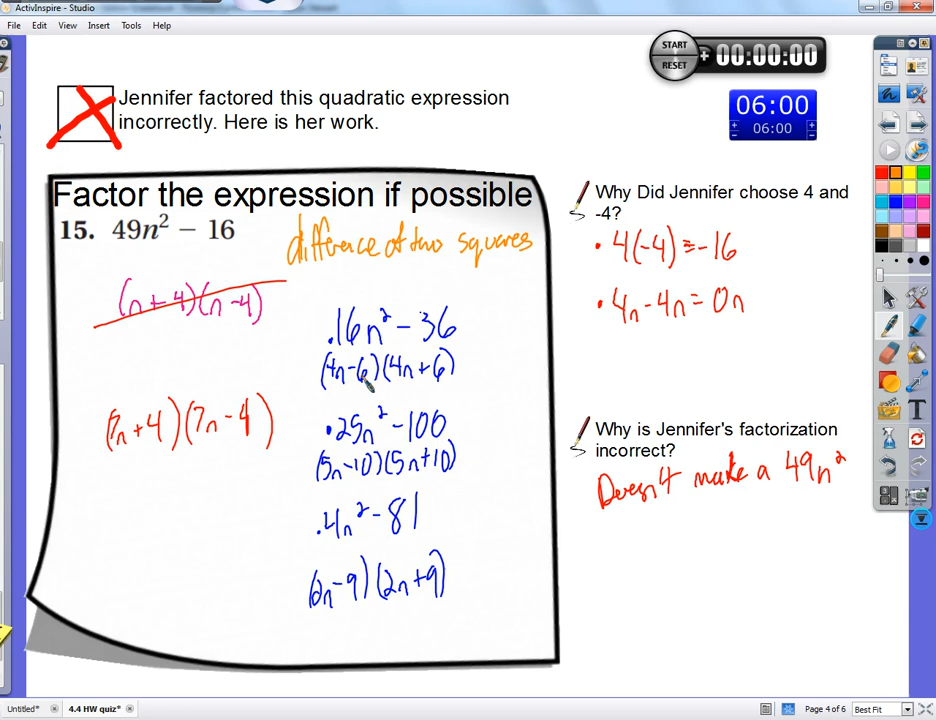 ActivInspire - Studio
File Edit View Insert Tools Help
START
RESET
00:00:00
06:00
06:00
Jennifer factored this quadratic expression
incorrectly. Here is her work.
Factor the expression if possible
15. 49n² − 16
difference of two squares
(n+4)(n-4)
.16n² - 36
(4n-6)(4n+6)
(7n+4)(7n-4)
.25n² - 100
(5n-10)(5n+10)
.4n² - 81
(2n-9)(2n+9)
Why Did Jennifer choose 4 and
-4?
• 4(-4) = -16
• 4n - 4n = 0n
Why is Jennifer's factorization
incorrect?
Doesn't make a 49n²
Untitled* 4.4 HW quiz* Page 4 of 6 Best Fit